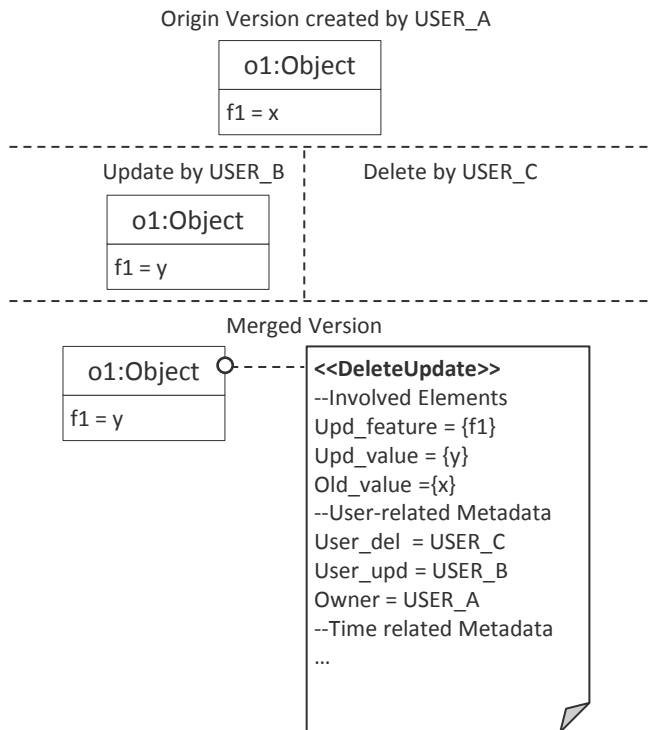 Origin Version created by USER_A
o1:Object
f1 = x
Update by USER_B
Delete by USER_C
o1:Object
f1 = y
Merged Version
o1:Object
f1 = y
<<DeleteUpdate>>
--Involved Elements
Upd_feature = {f1}
Upd_value = {y}
Old_value ={x}
--User-related Metadata
User_del  = USER_C
User_upd = USER_B
Owner = USER_A
--Time related Metadata
...